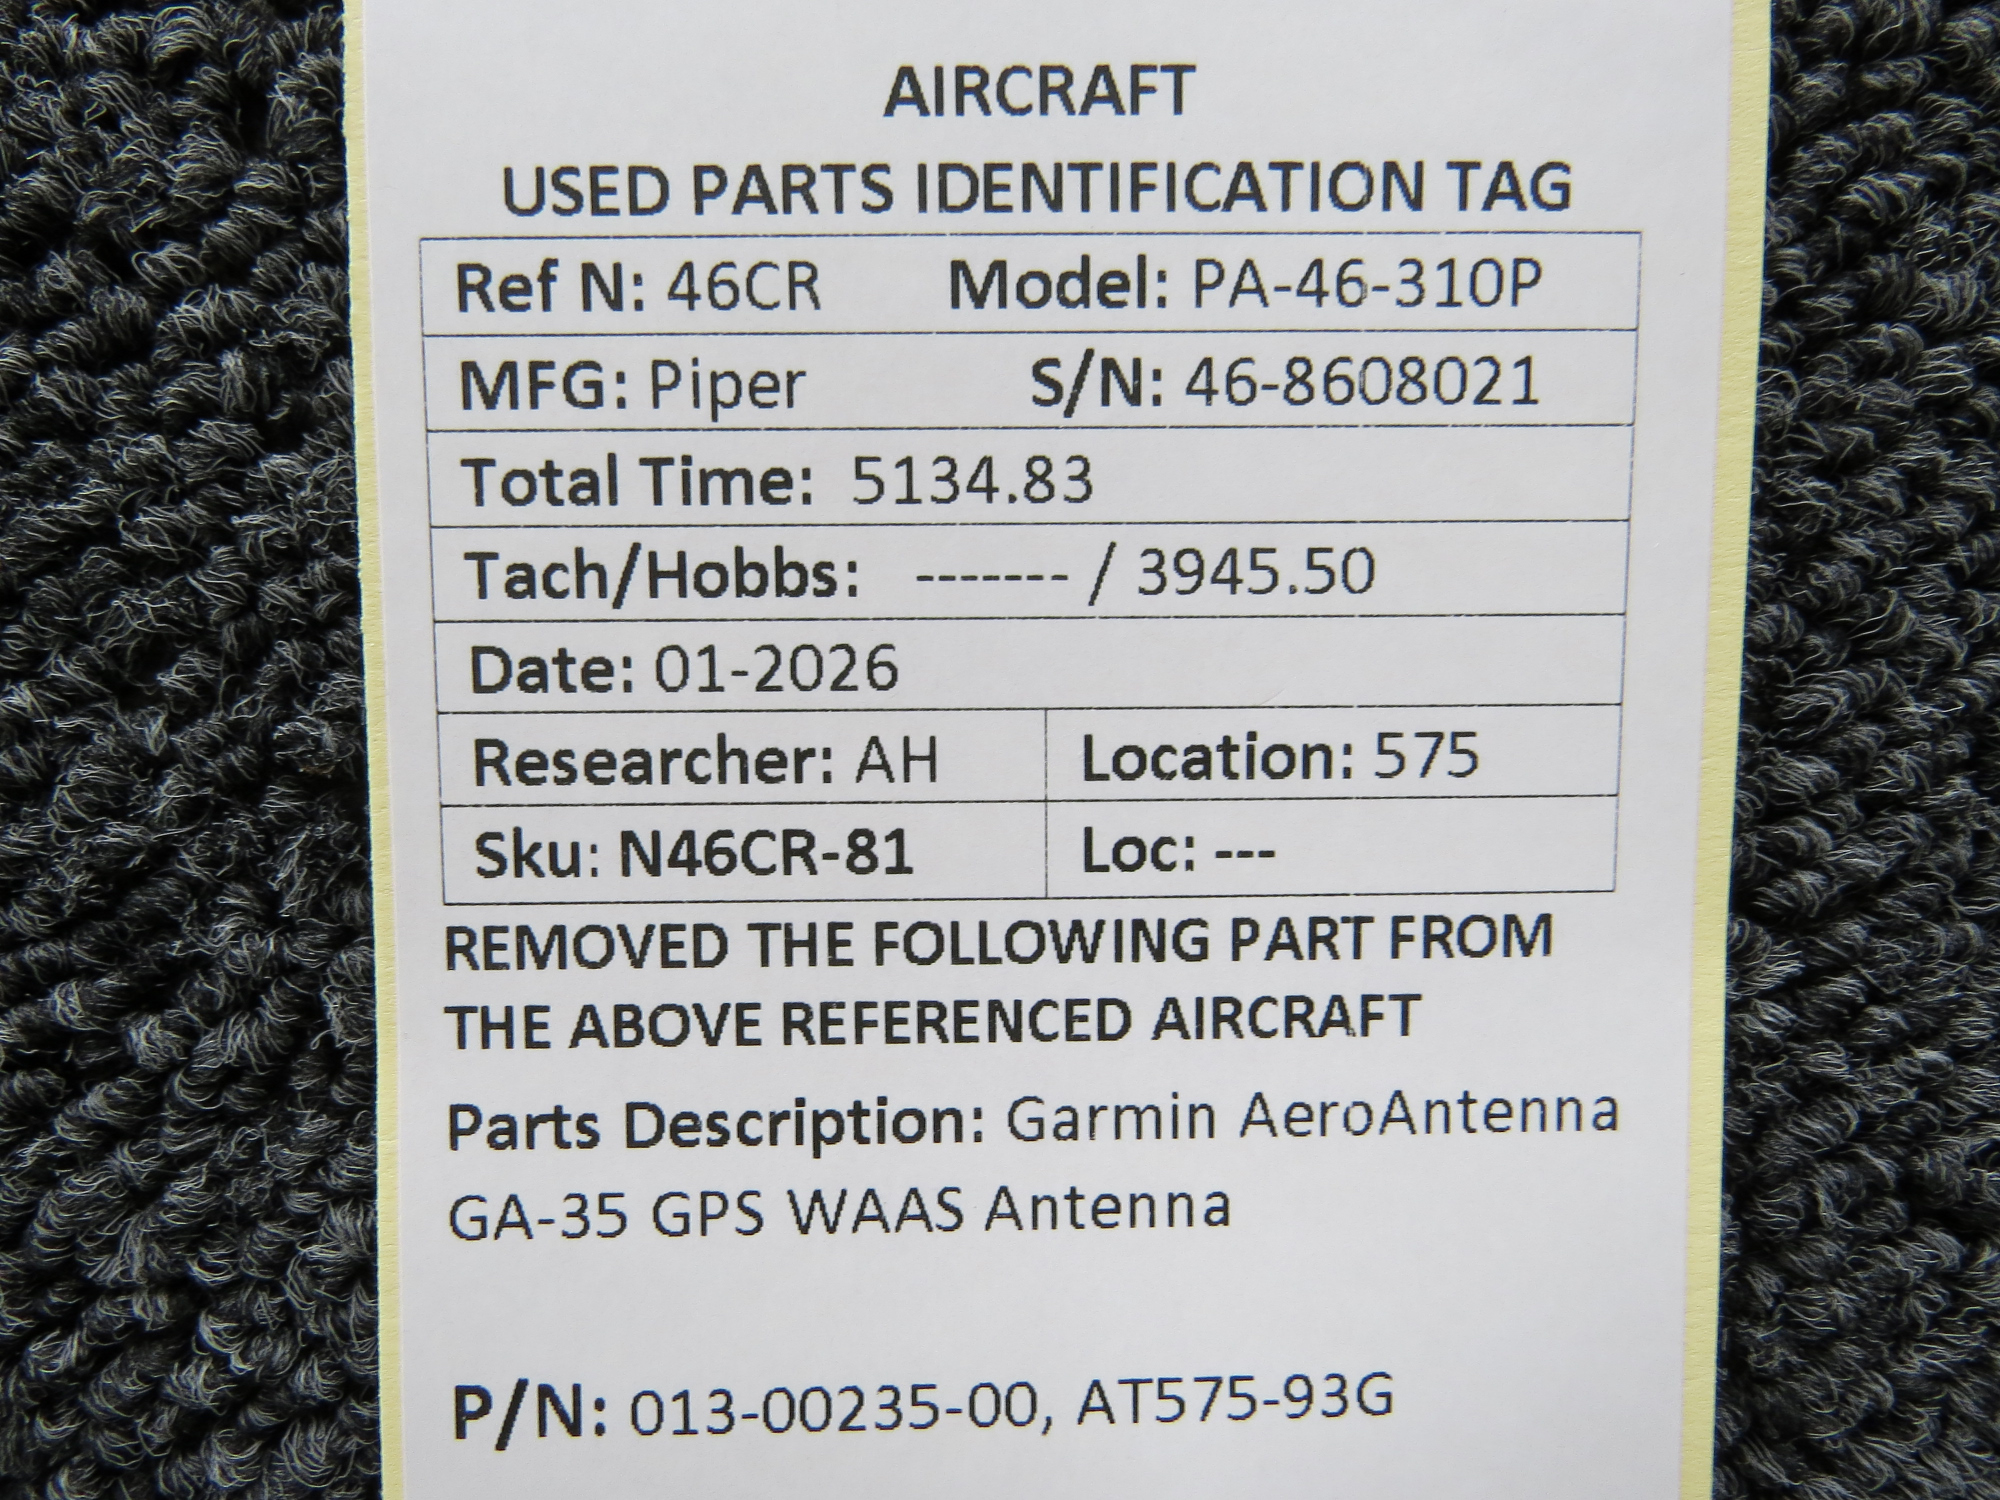 AIRCRAFT
USED PARTS IDENTIFICATION TAG
Ref N: 46CR Model: PA-46-310P
MFG: Piper S/N: 46-8608021
Total Time: 5134.83
Tach/Hobbs: ------- / 3945.50
Date: 01-2026
Researcher: AH Location: 575
Sku: N46CR-81 Loc: ---
REMOVED THE FOLLOWING PART FROM
THE ABOVE REFERENCED AIRCRAFT
Parts Description: Garmin AeroAntenna
GA-35 GPS WAAS Antenna
P/N: 013-00235-00, AT575-93G